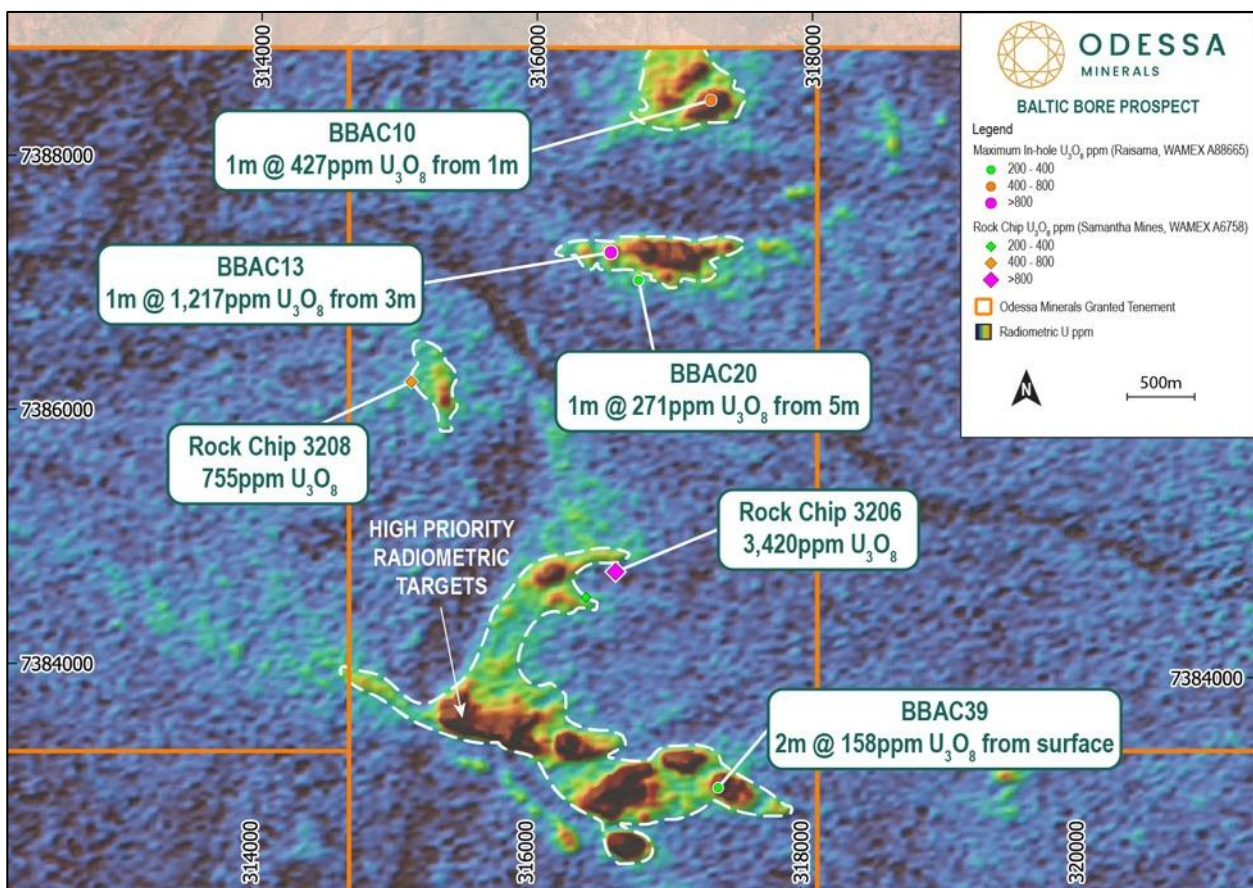 314000
316000
318000
ODESSA
MINERALS
BALTIC BORE PROSPECT
Legend
Maximum In-hole U₃O₈ ppm (Raisama, WAMEX A88665)
200 - 400
400 - 800
>800
Rock Chip U₃O₈ ppm (Samantha Mines, WAMEX A6758)
200 - 400
400 - 800
>800
Odessa Minerals Granted Tenement
Radiometric U ppm
N
500m
BBAC10
1m @ 427ppm U₃O₈ from 1m
7388000
BBAC13
1m @ 1,217ppm U₃O₈ from 3m
BBAC20
1m @ 271ppm U₃O₈ from 5m
7386000
Rock Chip 3208
755ppm U₃O₈
HIGH PRIORITY
RADIOMETRIC
TARGETS
Rock Chip 3206
3,420ppm U₃O₈
7384000
7384000
BBAC39
2m @ 158ppm U₃O₈ from surface
314000
316000
318000
320000